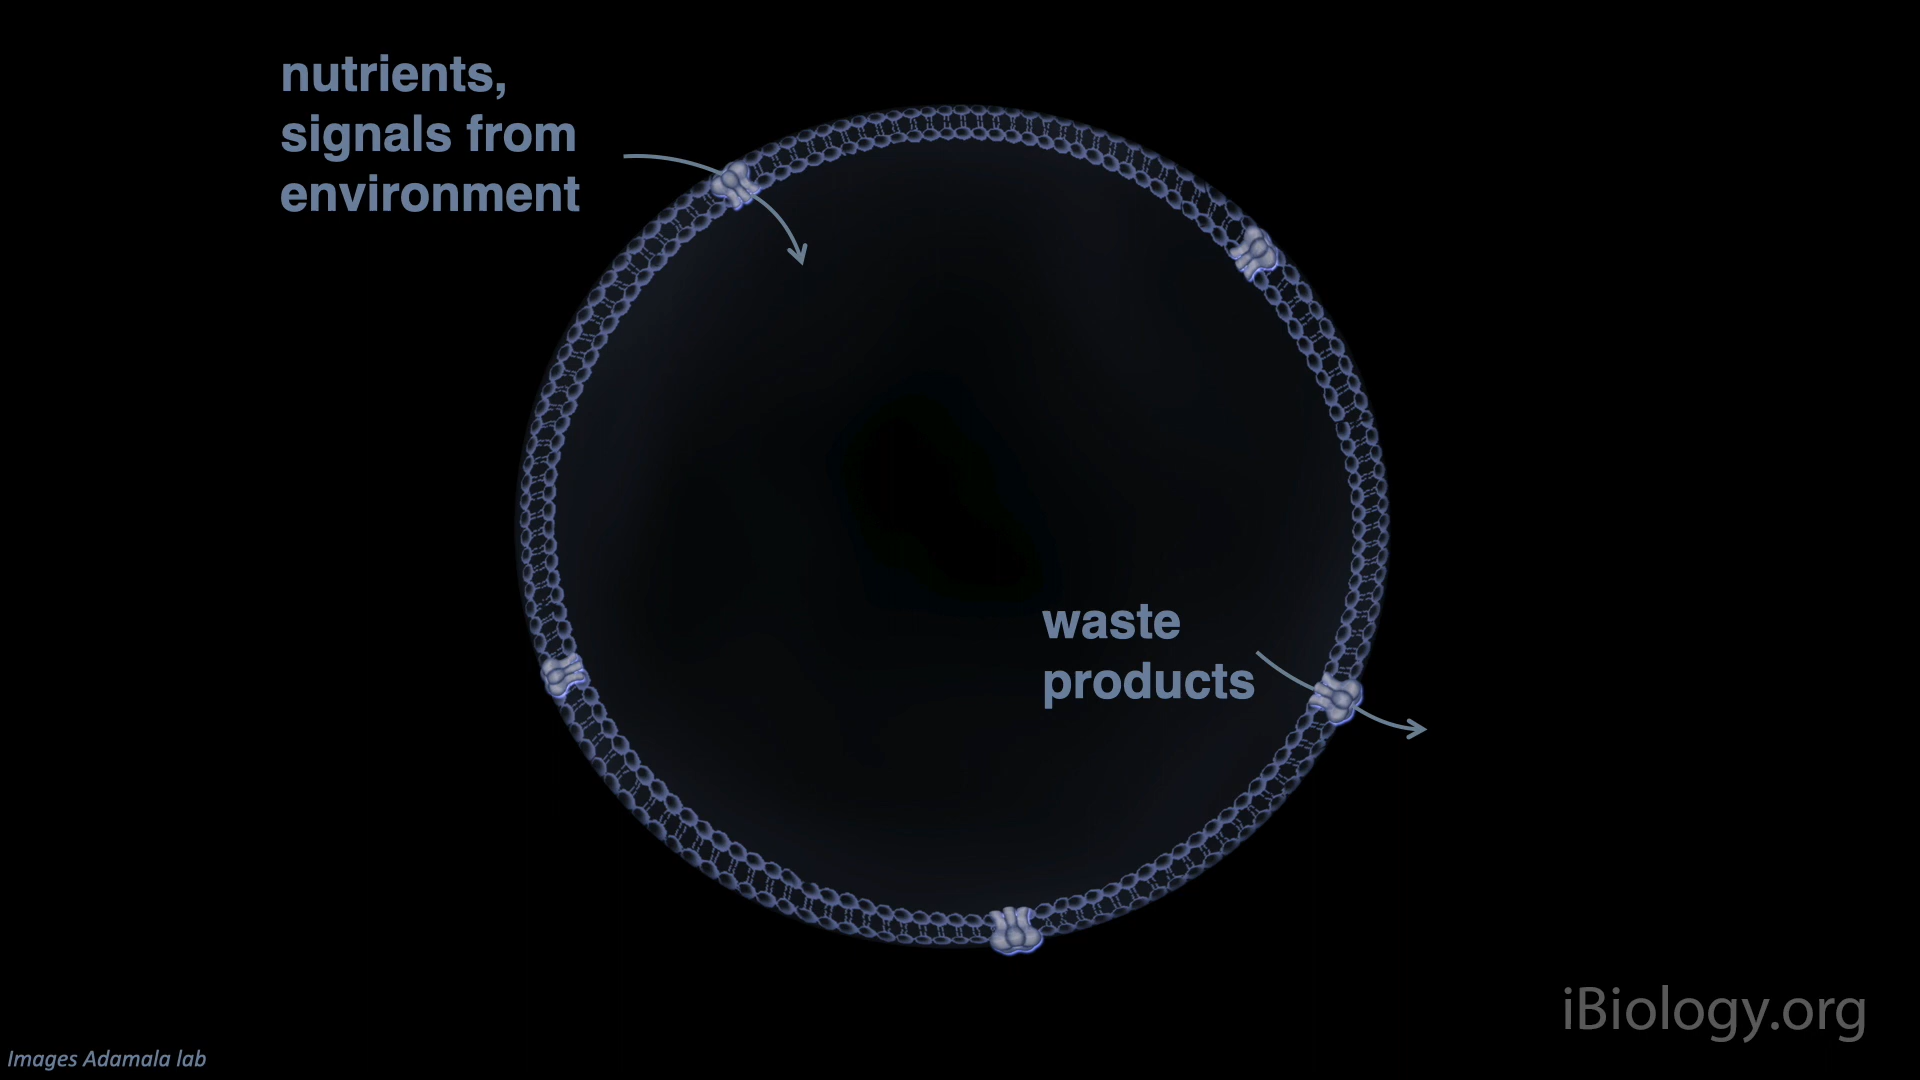 nutrients,
signals from
environment
waste
products
iBiology.org
Images Adamala lab